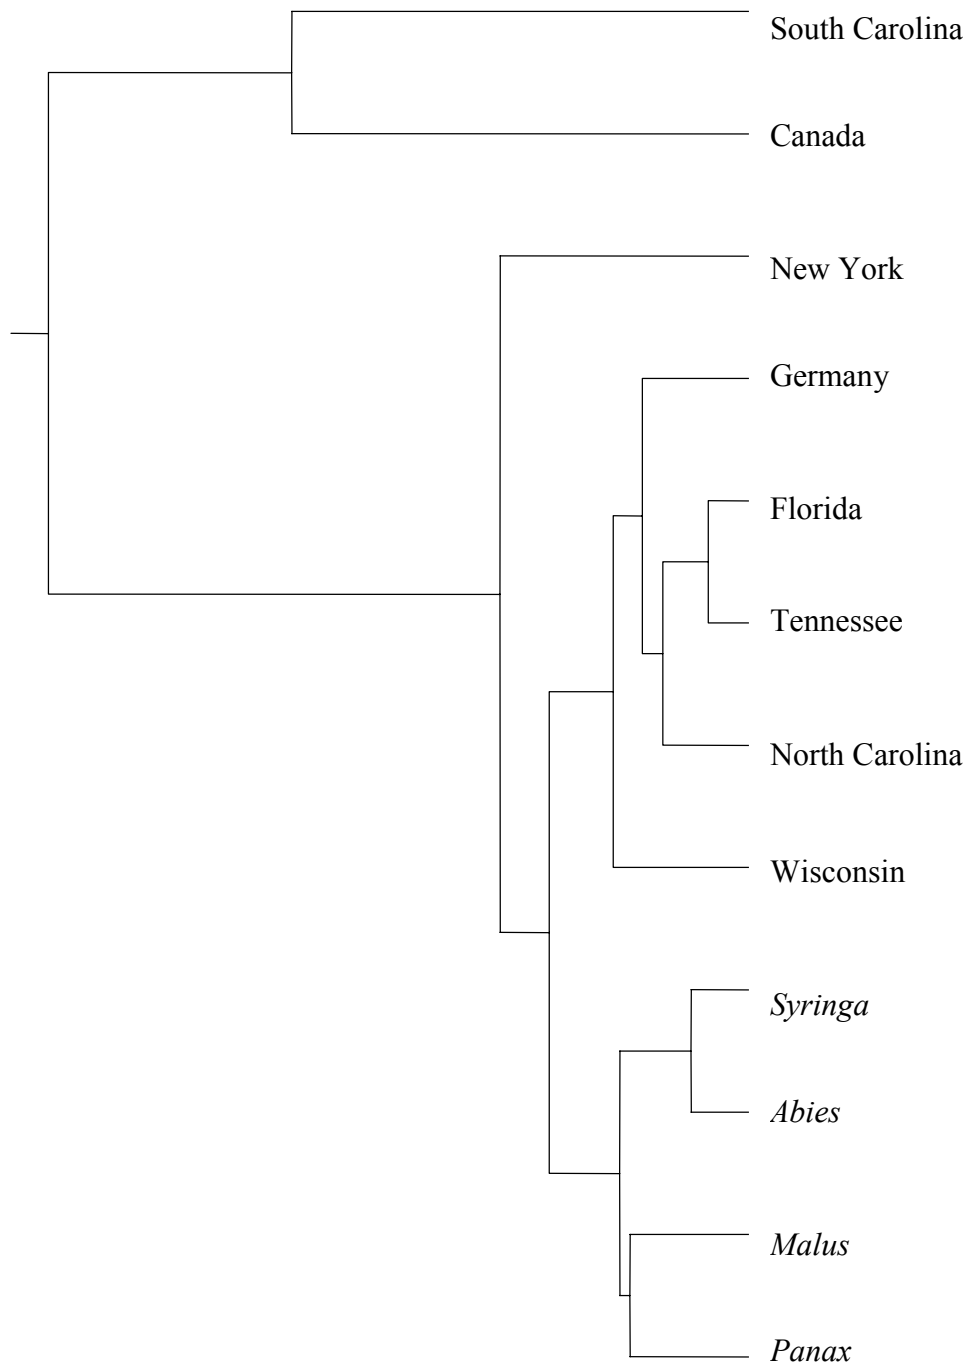 South Carolina
Canada
New York
Germany
Florida
Tennessee
North Carolina
Wisconsin
Syringa
Abies
Malus
Panax